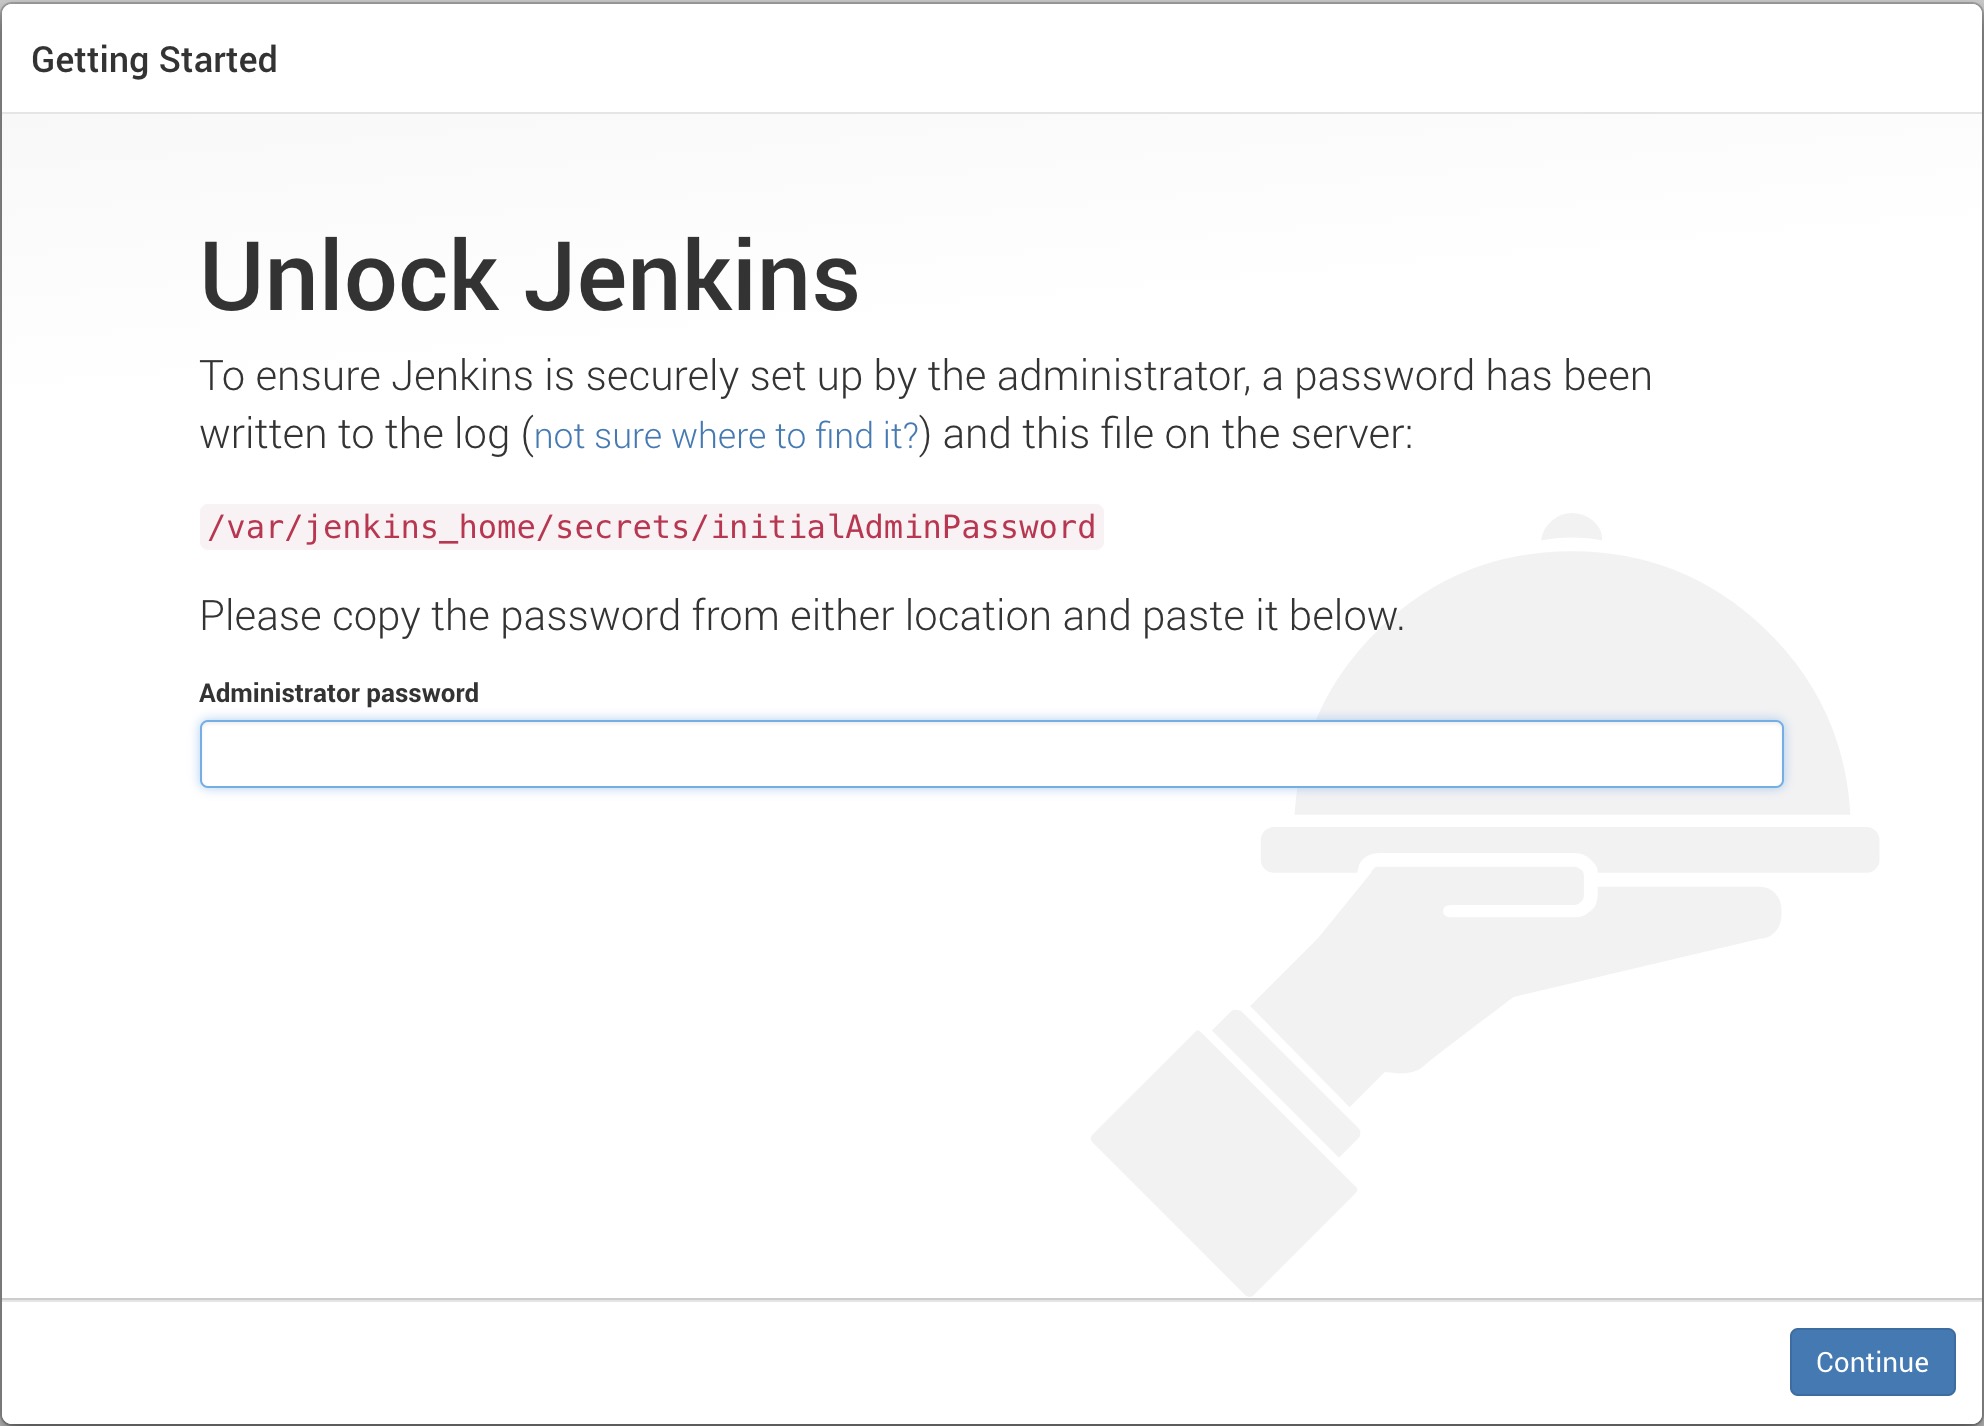 Getting Started
Unlock Jenkins
To ensure Jenkins is securely set up by the administrator, a password has been
written to the log (not sure where to find it?) and this file on the server:
/var/jenkins_home/secrets/initialAdminPassword
Please copy the password from either location and paste it below.
Administrator password
Continue